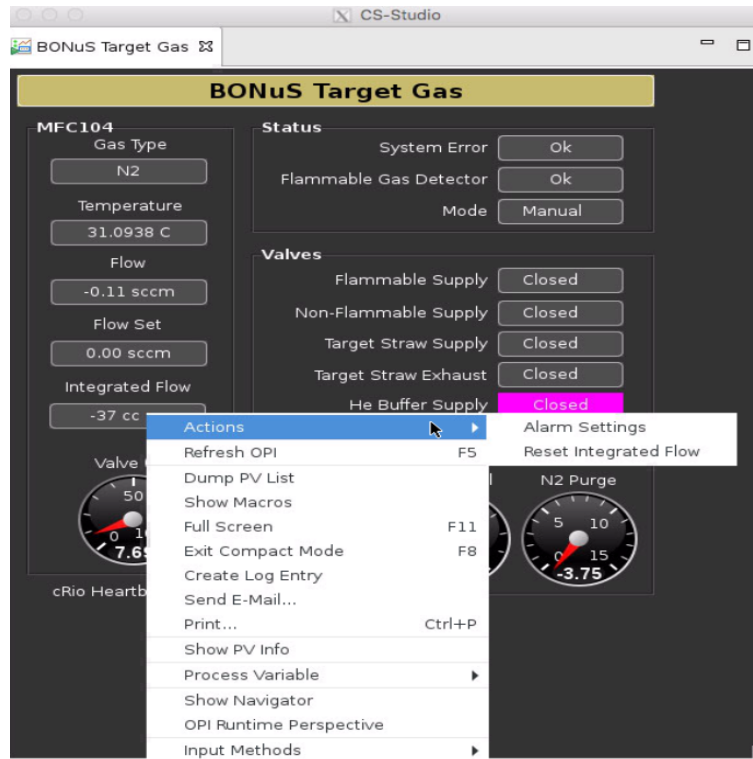 CS-Studio
BONuS Target Gas
BONuS Target Gas
MFC104
Gas Type
N2
Temperature
31.0938 C
Flow
-0.11 sccm
Flow Set
0.00 sccm
Integrated Flow
-37 cc
Valve
50
0
7.69
cRio Heartb
Status
System Error Ok
Flammable Gas Detector Ok
Mode Manual
Valves
Flammable Supply Closed
Non-Flammable Supply Closed
Target Straw Supply Closed
Target Straw Exhaust Closed
He Buffer Supply Closed
N2 Purge
5 10
0 15
-3.75
Actions
Refresh OPI F5
Dump PV List
Show Macros
Full Screen F11
Exit Compact Mode F8
Create Log Entry
Send E-Mail...
Print... Ctrl+P
Show PV Info
Process Variable
Show Navigator
OPI Runtime Perspective
Input Methods
Alarm Settings
Reset Integrated Flow